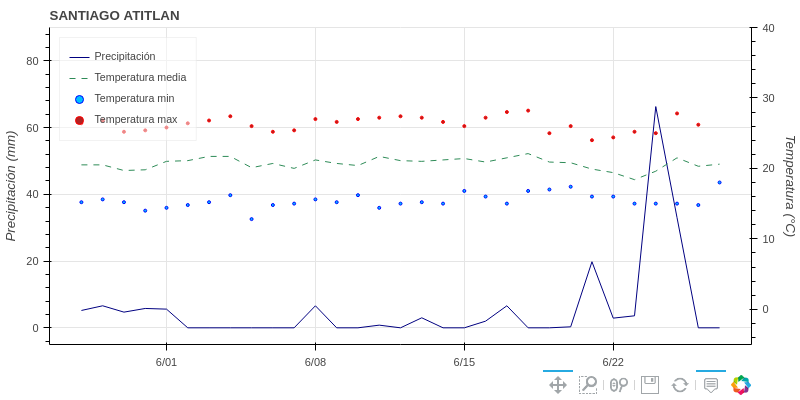 SANTIAGO ATITLAN
Precipitación
Temperatura media
Temperatura min
Temperatura max
Precipitación (mm)
80
60
40
20
0
Temperatura (°C)
40
30
20
10
0
6/01
6/08
6/15
6/22